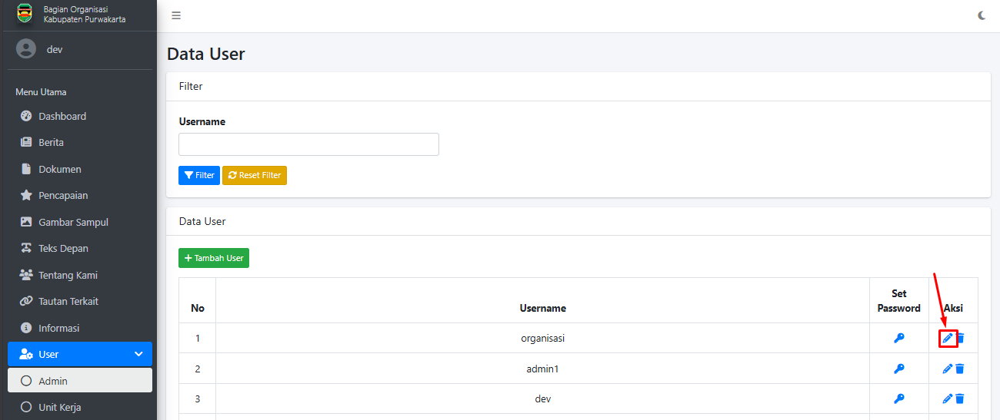 Bagian Organisasi
Kabupaten Purwakarta
dev
Menu Utama
Dashboard
Berita
Dokumen
Pencapaian
Gambar Sampul
Teks Depan
Tentang Kami
Tautan Terkait
Informasi
User
Admin
Unit Kerja
Data User
Filter
Username
Filter Reset Filter
Data User
Tambah User
No Username Set Password Aksi
1 organisasi
2 admin1
3 dev